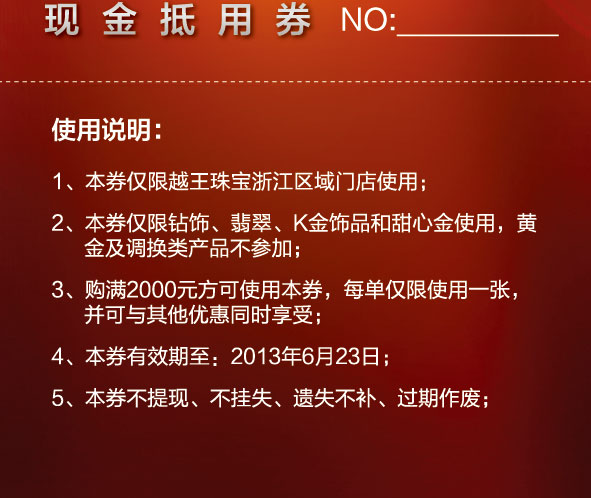 现金抵用券 NO:
使用说明：
1、本券仅限越王珠宝浙江区域门店使用；
2、本券仅限钻饰、翡翠、K金饰品和甜心金使用，黄
金及调换类产品不参加；
3、购满2000元方可使用本券，每单仅限使用一张，
并可与其他优惠同时享受；
4、本券有效期至：2013年6月23日；
5、本券不提现、不挂失、遗失不补、过期作废；